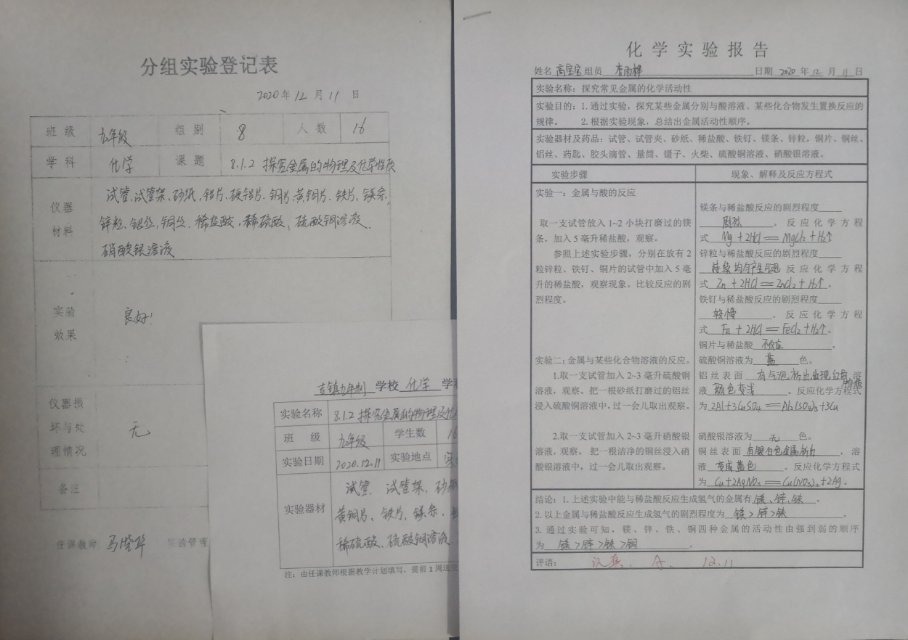 分组实验登记表
2020年12月11日
班级 九年级 组别 8 人数 16
学科 化学 课题 8.1.2 探究金属的物理及化学性质
仪器材料
试管、试管架、砂纸、铝片、硬铝片、铜片、黄铜片、铁片、镁条、
锌粒、铝丝、铜丝、稀盐酸、稀硫酸、硫酸铜溶液、
硝酸银溶液
实验效果 良好
仪器损坏与处理情况 无
备注
任课教师
学校 化学
实验名称 8.1.2 探究金属的物理及
班级 九年级 学生数 16
实验日期 2020.12.11 实验地点
实验器材
试管、试管架、砂
黄铜片、铁片、镁条、
稀硫酸、硫酸铜溶液
注:由任课教师根据教学计划填写,提前1周送
化学实验报告
姓名 组员 日期 2020年12月11日
实验名称:探究常见金属的化学活动性
实验目的:1.通过实验,探究某些金属分别与酸溶液、某些化合物发生置换反应的
规律。 2.根据实验现象,总结出金属活动性顺序。
实验器材及药品:试管、试管夹、砂纸、稀盐酸、铁钉、镁条、锌粒、铜片、铜丝、
铝丝、药匙、胶头滴管、量筒、镊子、火柴、硫酸铜溶液、硝酸银溶液。
实验步骤 现象、解释及反应方程式
实验一:金属与酸的反应
取一支试管放入1-2小块打磨过的镁
条,加入5毫升稀盐酸,观察。
参照上述实验步骤,分别在放有2
粒锌粒、铁钉、铜片的试管中加入5毫
升的稀盐酸,观察现象,比较反应的剧
烈程度。
镁条与稀盐酸反应的剧烈程度
剧烈,反应化学方程
式 Mg+2HCl=MgCl₂+H₂↑
锌粒与稀盐酸反应的剧烈程度
反应化学方程
式 Zn+2HCl=ZnCl₂+H₂↑.
铁钉与稀盐酸反应的剧烈程度
较慢,反应化学方程
式 Fe+2HCl=FeCl₂+H₂↑.
铜片与稀盐酸 不反应
实验二:金属与某些化合物溶液的反应。
1.取一支试管加入2~3毫升硫酸铜
溶液,观察。把一根砂纸打磨过的铝丝
浸入硫酸铜溶液中,过一会儿取出观察。
硫酸铜溶液为 蓝 色。
铝丝表面 溶
液 颜色变浅,反应化学方程式
为 2Al+3CuSO₄=Al₂(SO₄)₃+3Cu
2.取一支试管加入2~3毫升硝酸银
溶液,观察。把一根洁净的铜丝浸入硝
酸银溶液中,过一会儿取出观察。
硝酸银溶液为 无 色。
铜丝表面 有银白色金属析出,溶
液 变成蓝色,反应化学方程式
为 Cu+2AgNO₃=Cu(NO₃)₂+2Ag.
结论:1.上述实验中能与稀盐酸反应生成氢气的金属有 镁、锌、铁。
2.以上金属与稀盐酸反应生成氢气的剧烈程度为 镁>锌>铁。
3.通过实验可知,镁、锌、铁、铜四种金属的活动性由强到弱的顺序
为 镁>锌>铁>铜。
评语: A 12.11